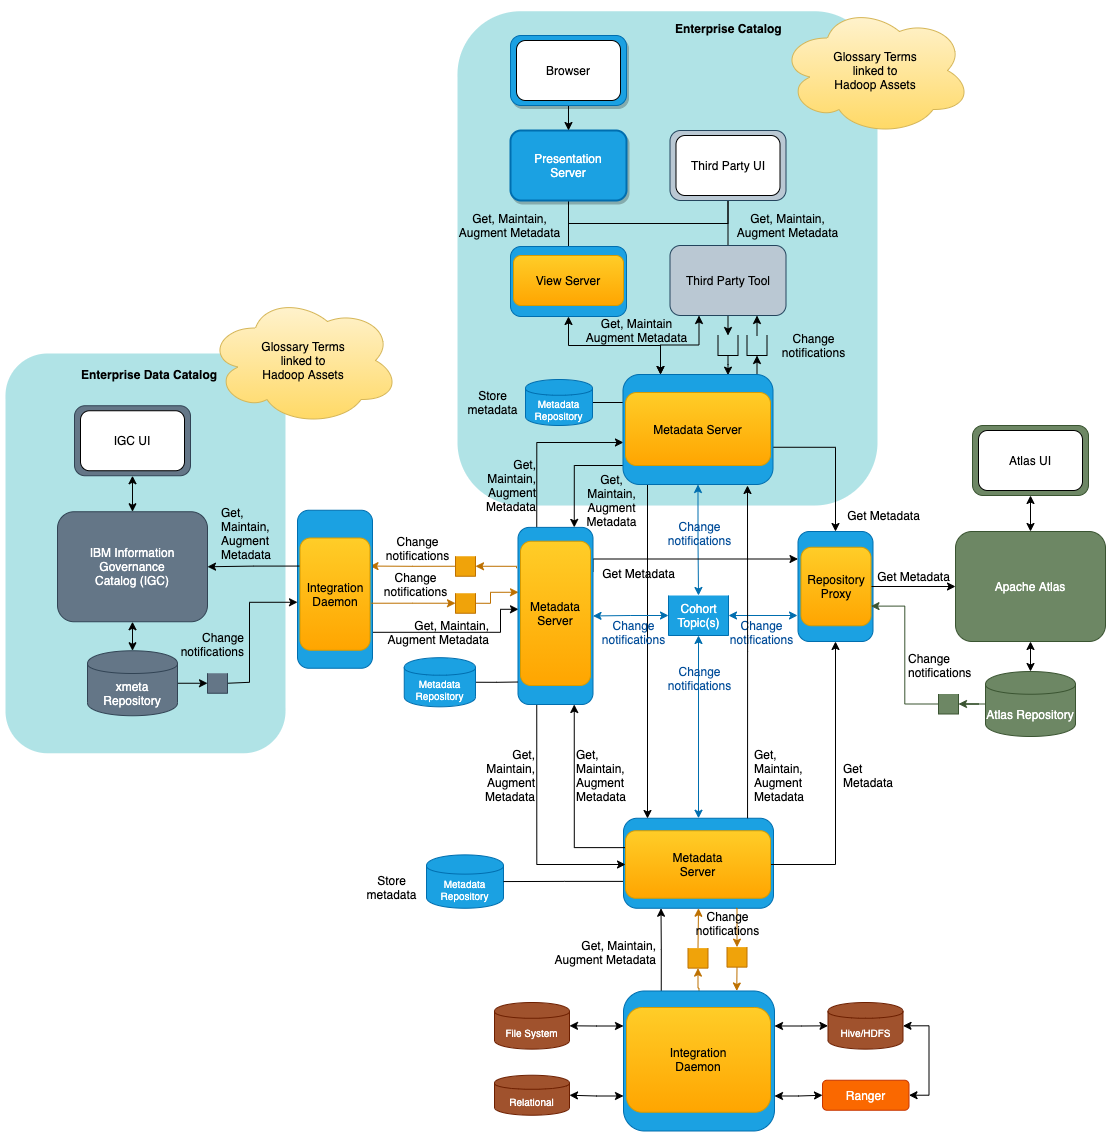 Enterprise Catalog
Glossary Terms
linked to
Hadoop Assets
Browser
Presentation
Server
Third Party UI
Get, Maintain,
Augment Metadata
Get, Maintain,
Augment Metadata
View Server
Third Party Tool
Get, Maintain
Augment Metadata
Change
notifications
Glossary Terms
linked to
Hadoop Assets
Enterprise Data Catalog
Store
metadata
Metadata
Repository
Metadata Server
IGC UI
Atlas UI
Get,
Maintain,
Augment
Metadata
Get,
Maintain,
Augment
Metadata
Get,
Maintain,
Augment
Metadata
Change
notifications
Get Metadata
IBM Information
Governance
Catalog (IGC)
Integration
Daemon
Change
notifications
Change
notifications
Get, Maintain,
Augment Metadata
Metadata
Server
Get Metadata
Repository
Proxy
Get Metadata
Apache Atlas
Cohort
Topic(s)
Change
notifications
Change
notifications
Change
notifications
Change
notifications
xmeta
Repository
Metadata
Repository
Change
notifications
Atlas Repository
Get,
Maintain,
Augment
Metadata
Get,
Maintain,
Augment
Metadata
Get,
Maintain,
Augment
Metadata
Get
Metadata
Metadata
Server
Store
metadata
Metadata
Repository
Change
notifications
Get, Maintain,
Augment Metadata
File System
Hive/HDFS
Integration
Daemon
Relational
Ranger